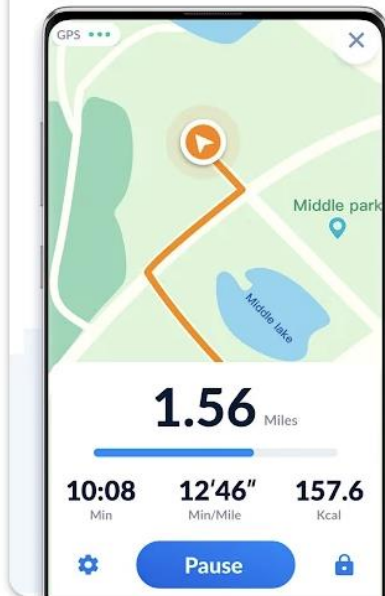 GPS
Middle park
Middle lake
1.56 Miles
10:08 12'46" 157.6
Min Min/Mile Kcal
Pause